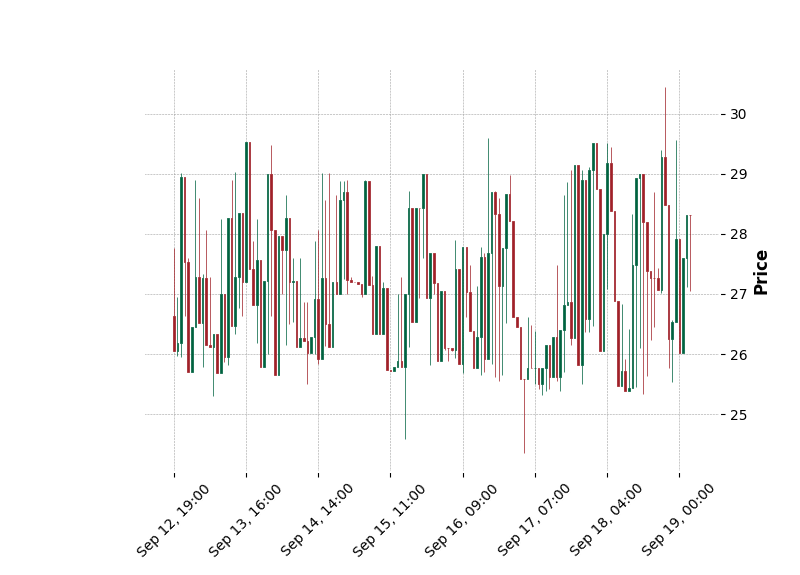 30
29
28
27
26
25
Price
Sep 12, 19:00
Sep 13, 16:00
Sep 14, 14:00
Sep 15, 11:00
Sep 16, 09:00
Sep 17, 07:00
Sep 18, 04:00
Sep 19, 00:00